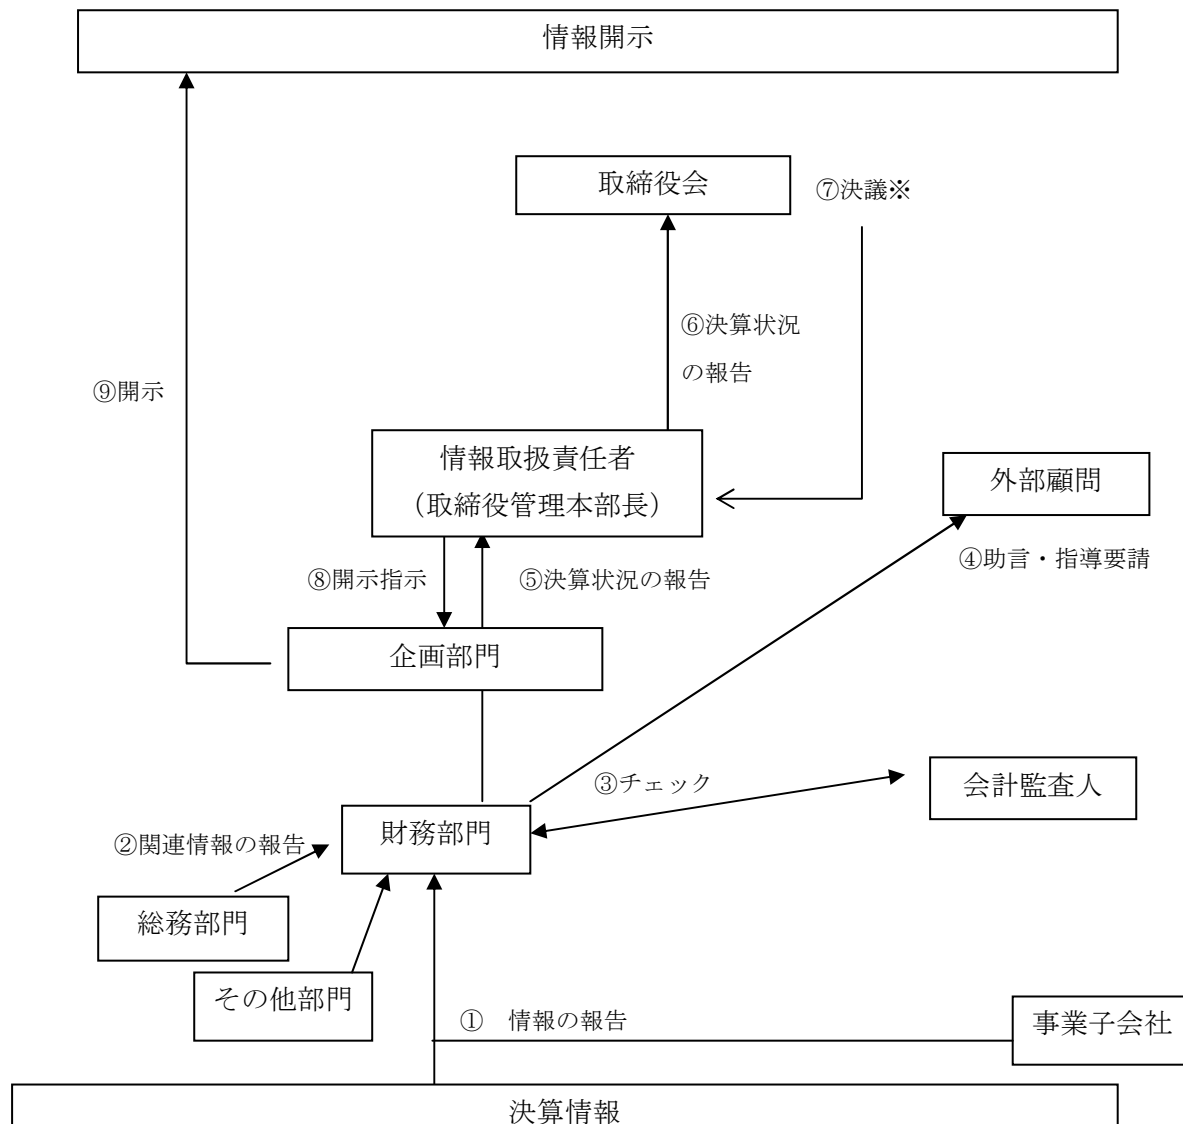 情報開示
取締役会
⑦決議※
⑥決算状況
の報告
⑨開示
情報取扱責任者
（取締役管理本部長）
外部顧問
④助言・指導要請
⑧開示指示
⑤決算状況の報告
企画部門
③チェック
会計監査人
財務部門
②関連情報の報告
総務部門
その他部門
① 情報の報告
事業子会社
決算情報